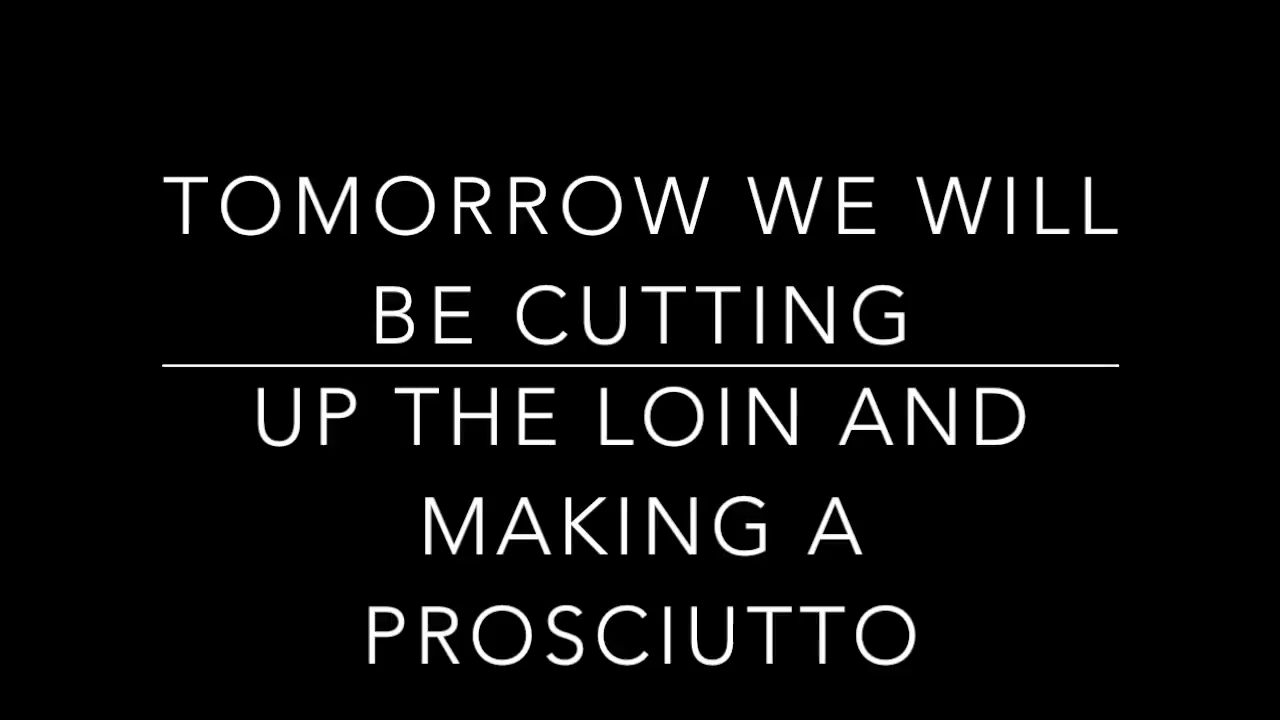 TOMORROW WE WILL
BE CUTTING
UP THE LOIN AND
MAKING A
PROSCIUTTO